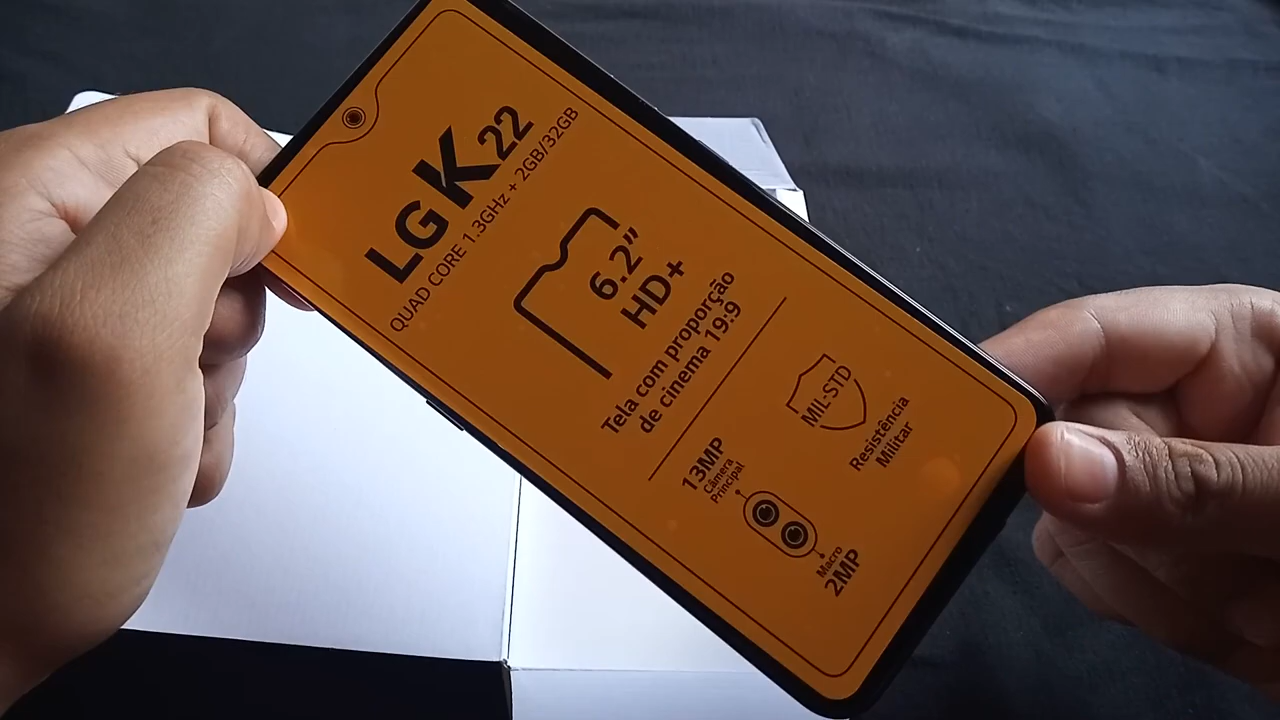 LG K22
QUAD CORE 1.3GHz + 2GB/32GB
6.2”
HD+
Tela com proporção
de cinema 19:9
13MP
Câmera
Principal
Macro
2MP
MIL-STD
Resistência
Militar